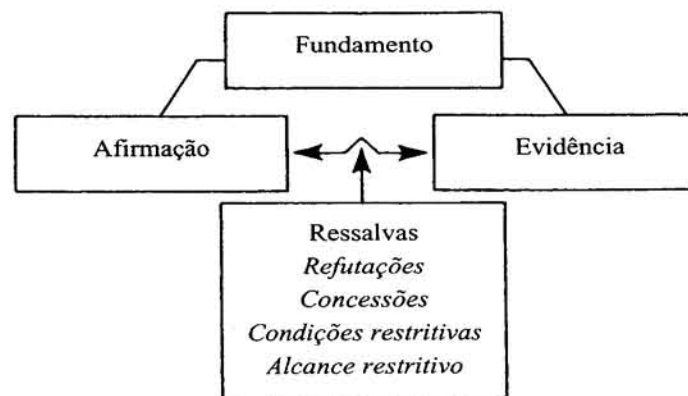 Fundamento
Afirmação
Evidência
Ressalvas
Refutações
Concessões
Condições restritivas
Alcance restritivo